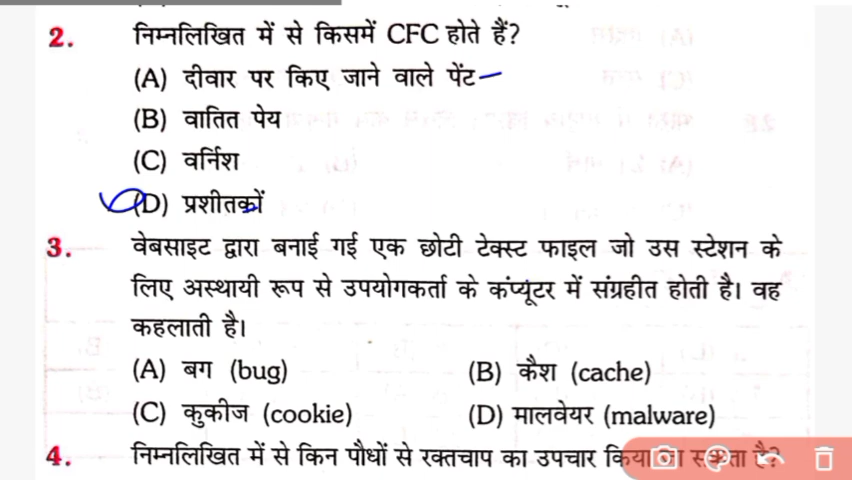 2. निम्नलिखित में से किसमें CFC होते हैं?
(A) दीवार पर किए जाने वाले पेंट
(B) वातित पेय
(C) वर्निश
(D) प्रशीतकों
3. वेबसाइट द्वारा बनाई गई एक छोटी टेक्स्ट फाइल जो उस स्टेशन के
लिए अस्थायी रूप से उपयोगकर्ता के कंप्यूटर में संग्रहीत होती है। वह
कहलाती है।
(A) बग (bug) (B) कैश (cache)
(C) कुकीज (cookie) (D) मालवेयर (malware)
4. निम्नलिखित में से किन पौधों से रक्तचाप का उपचार किया जा सकता है?